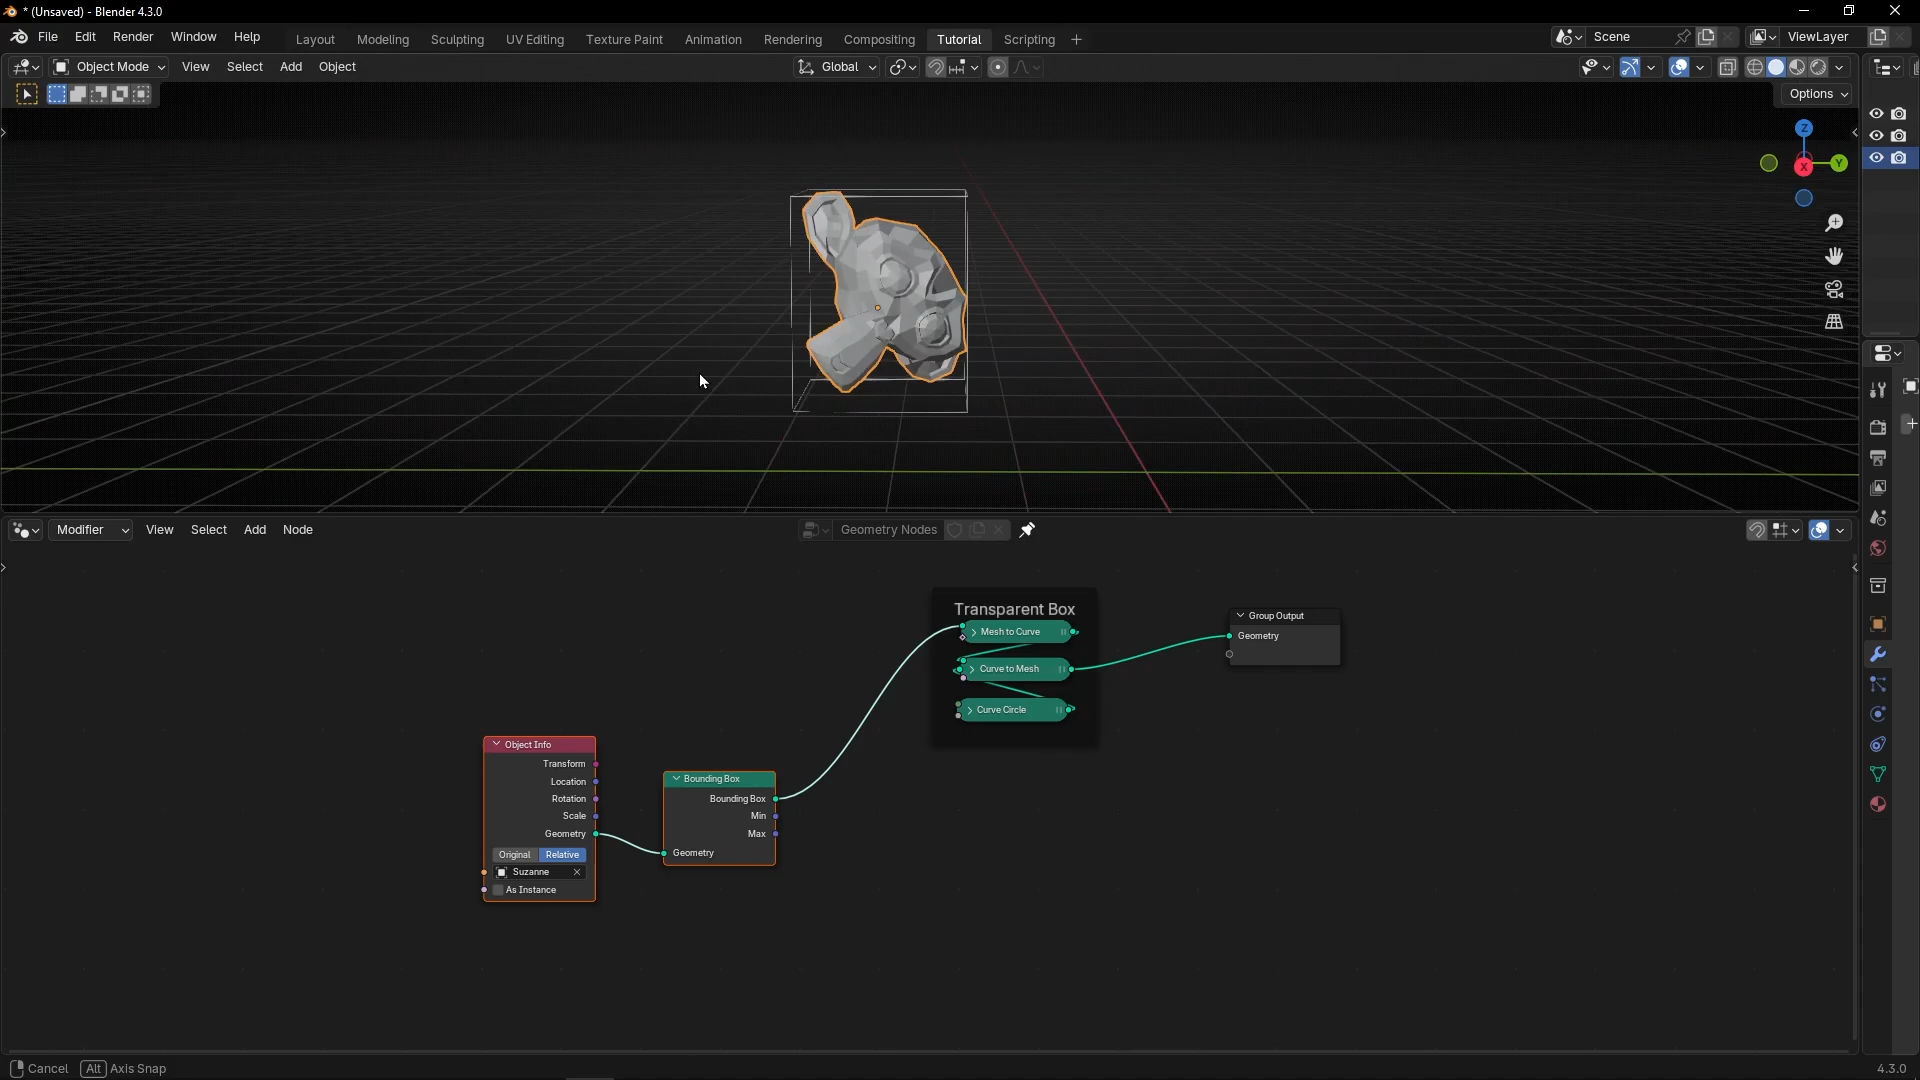 * (Unsaved) - Blender 4.3.0
File Edit Render Window Help Layout Modeling Sculpting UV Editing Texture Paint Animation Rendering Compositing Tutorial Scripting + Scene ViewLayer
Object Mode View Select Add Object Global
Options
Z
Y
X
Modifier View Select Add Node Geometry Nodes
Transparent Box
Mesh to Curve
Curve to Mesh
Curve Circle
Group Output
Geometry
Object Info
Transform
Location
Rotation
Scale
Geometry
Original Relative
Suzanne
As Instance
Bounding Box
Bounding Box
Min
Max
Geometry
Cancel Alt Axis Snap 4.3.0